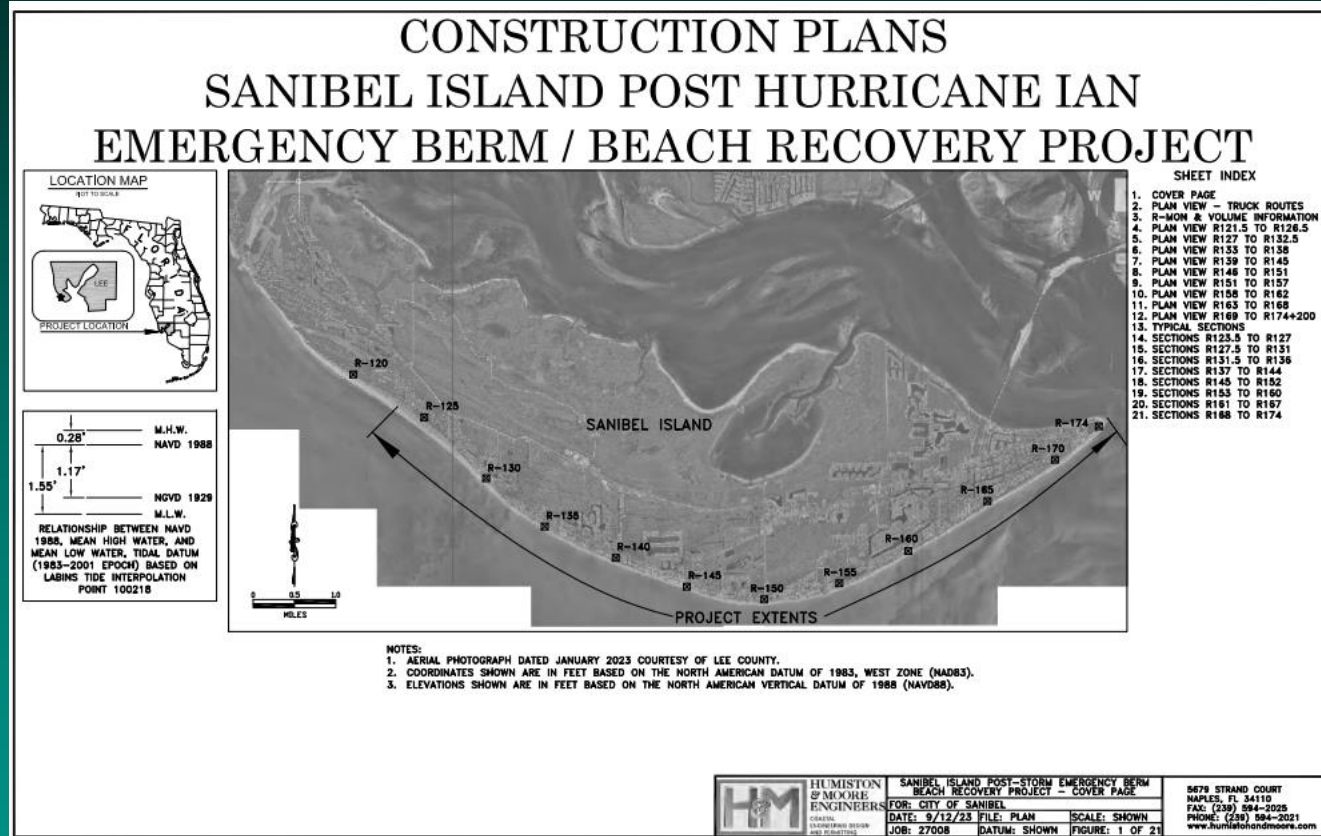 CONSTRUCTION PLANS
SANIBEL ISLAND POST HURRICANE IAN
EMERGENCY BERM / BEACH RECOVERY PROJECT
LOCATION MAP
NOT TO SCALE
LEE
PROJECT LOCATION
0.28'
1.17'
1.55'
M.H.W.
NAVD 1988
NGVD 1929
M.L.W.
RELATIONSHIP BETWEEN NAVD
1988, MEAN HIGH WATER, AND
MEAN LOW WATER, TIDAL DATUM
(1983-2001 EPOCH) BASED ON
LABINS TIDE INTERPOLATION
POINT 100218
R-120
R-125
R-130
R-135
R-140
R-145
R-150
R-155
R-160
R-165
R-170
R-174
SANIBEL ISLAND
PROJECT EXTENTS
0 0.5 1.0
MILES
SHEET INDEX
1. COVER PAGE
2. PLAN VIEW - TRUCK ROUTES
3. R-MON & VOLUME INFORMATION
4. PLAN VIEW R121.5 TO R126.5
5. PLAN VIEW R127 TO R132.5
6. PLAN VIEW R133 TO R138
7. PLAN VIEW R139 TO R145
8. PLAN VIEW R146 TO R151
9. PLAN VIEW R151 TO R157
10. PLAN VIEW R158 TO R162
11. PLAN VIEW R163 TO R168
12. PLAN VIEW R169 TO R174+200
13. TYPICAL SECTIONS
14. SECTIONS R123.5 TO R127
15. SECTIONS R127.5 TO R131
16. SECTIONS R131.5 TO R136
17. SECTIONS R137 TO R144
18. SECTIONS R145 TO R152
19. SECTIONS R153 TO R160
20. SECTIONS R161 TO R167
21. SECTIONS R168 TO R174
NOTES:
1. AERIAL PHOTOGRAPH DATED JANUARY 2023 COURTESY OF LEE COUNTY.
2. COORDINATES SHOWN ARE IN FEET BASED ON THE NORTH AMERICAN DATUM OF 1983, WEST ZONE (NAD83).
3. ELEVATIONS SHOWN ARE IN FEET BASED ON THE NORTH AMERICAN VERTICAL DATUM OF 1988 (NAVD88).
H&M
HUMISTON
& MOORE
ENGINEERS
COASTAL
ENGINEERING DESIGN
AND PERMITTING
SANIBEL ISLAND POST-STORM EMERGENCY BERM
BEACH RECOVERY PROJECT - COVER PAGE
FOR: CITY OF SANIBEL
DATE: 9/12/23 FILE: PLAN SCALE: SHOWN
JOB: 27008 DATUM: SHOWN FIGURE: 1 OF 21
5679 STRAND COURT
NAPLES, FL 34110
FAX: (239) 594-2025
PHONE: (239) 594-2021
www.humistonandmoore.com